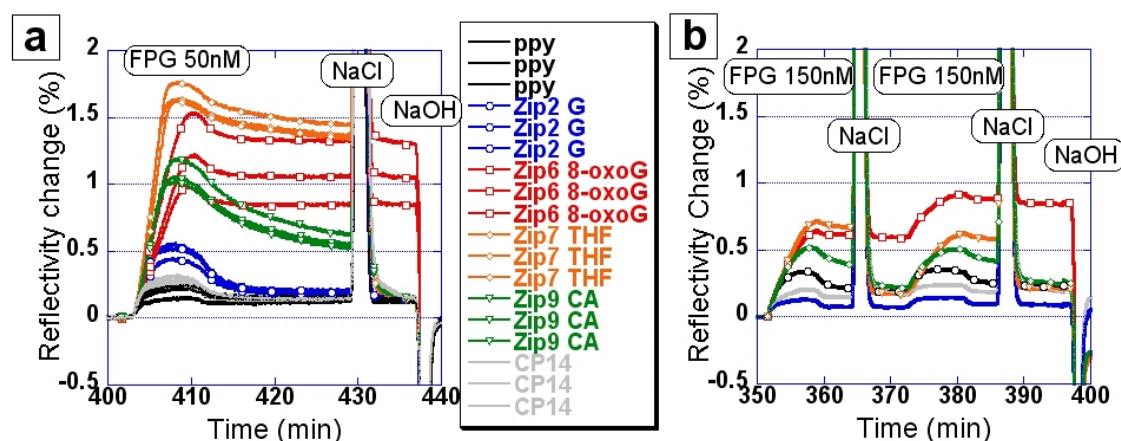 a
FPG 50nM
NaCl
NaOH
Reflectivity change (%)
2
1.5
1
0.5
0
-0.5
400
410
420
430
440
Time (min)
ppy
ppy
ppy
Zip2 G
Zip2 G
Zip2 G
Zip6 8-oxoG
Zip6 8-oxoG
Zip6 8-oxoG
Zip7 THF
Zip7 THF
Zip7 THF
Zip9 CA
Zip9 CA
Zip9 CA
CP14
CP14
CP14
b
FPG 150nM
FPG 150nM
NaCl
NaCl
NaOH
Reflectivity Change (%)
2
1.5
1
0.5
0
-0.5
350
360
370
380
390
400
Time (min)